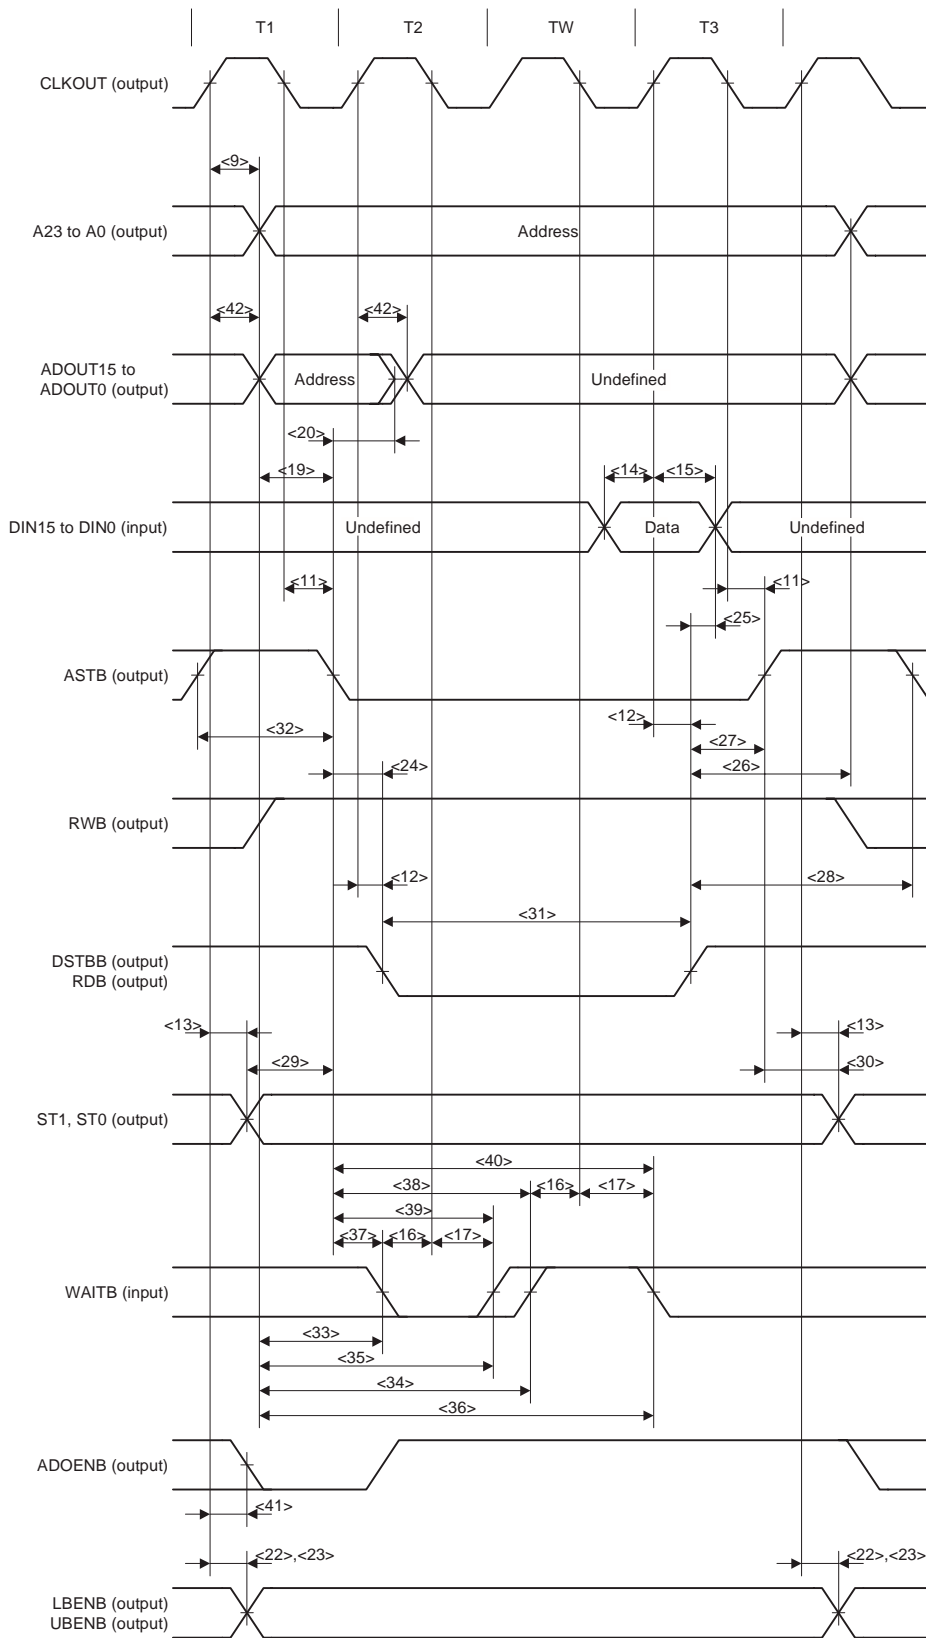 T1 T2 TW T3
CLKOUT (output)
<9>
A23 to A0 (output) Address
<42> <42>
ADOUT15 to
ADOUT0 (output) Address Undefined
<20>
<19> <14> <15>
DIN15 to DIN0 (input) Undefined Data Undefined
<11> <11>
<25>
ASTB (output)
<12>
<32> <27>
<24> <26>
RWB (output)
<12> <28>
<31>
DSTBB (output)
RDB (output)
<13> <13>
<29> <30>
ST1, ST0 (output)
<40>
<38> <16> <17>
<39>
<37> <16> <17>
WAITB (input)
<33>
<35>
<34>
<36>
ADOENB (output)
<41>
<22>,<23> <22>,<23>
LBENB (output)
UBENB (output)